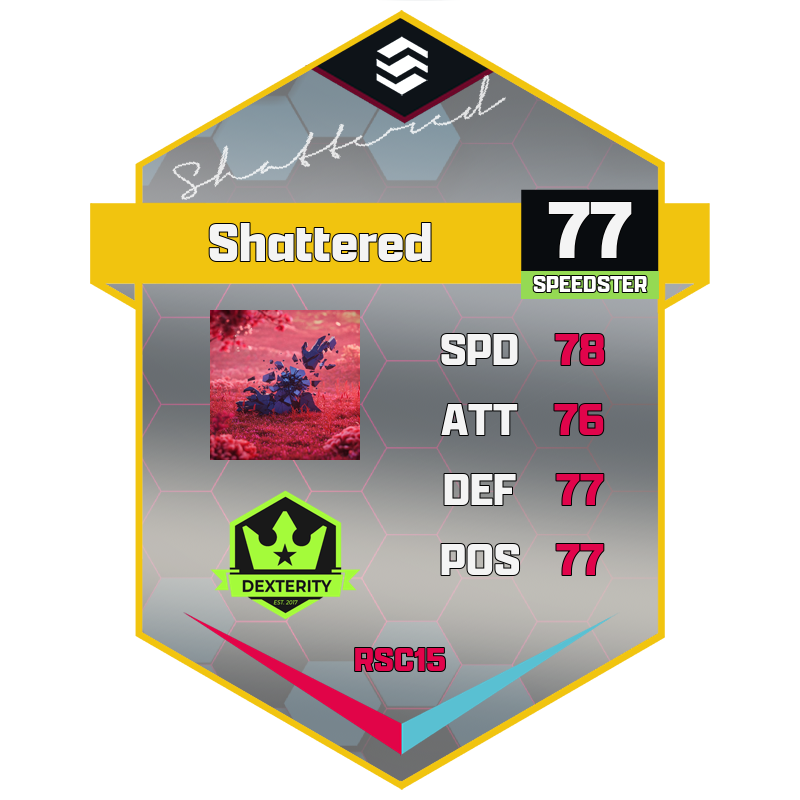 Shattered
Shattered
77
SPEEDSTER
SPD 78
ATT 76
DEF 77
POS 77
DEXTERITY
EST. 2017
RSC15